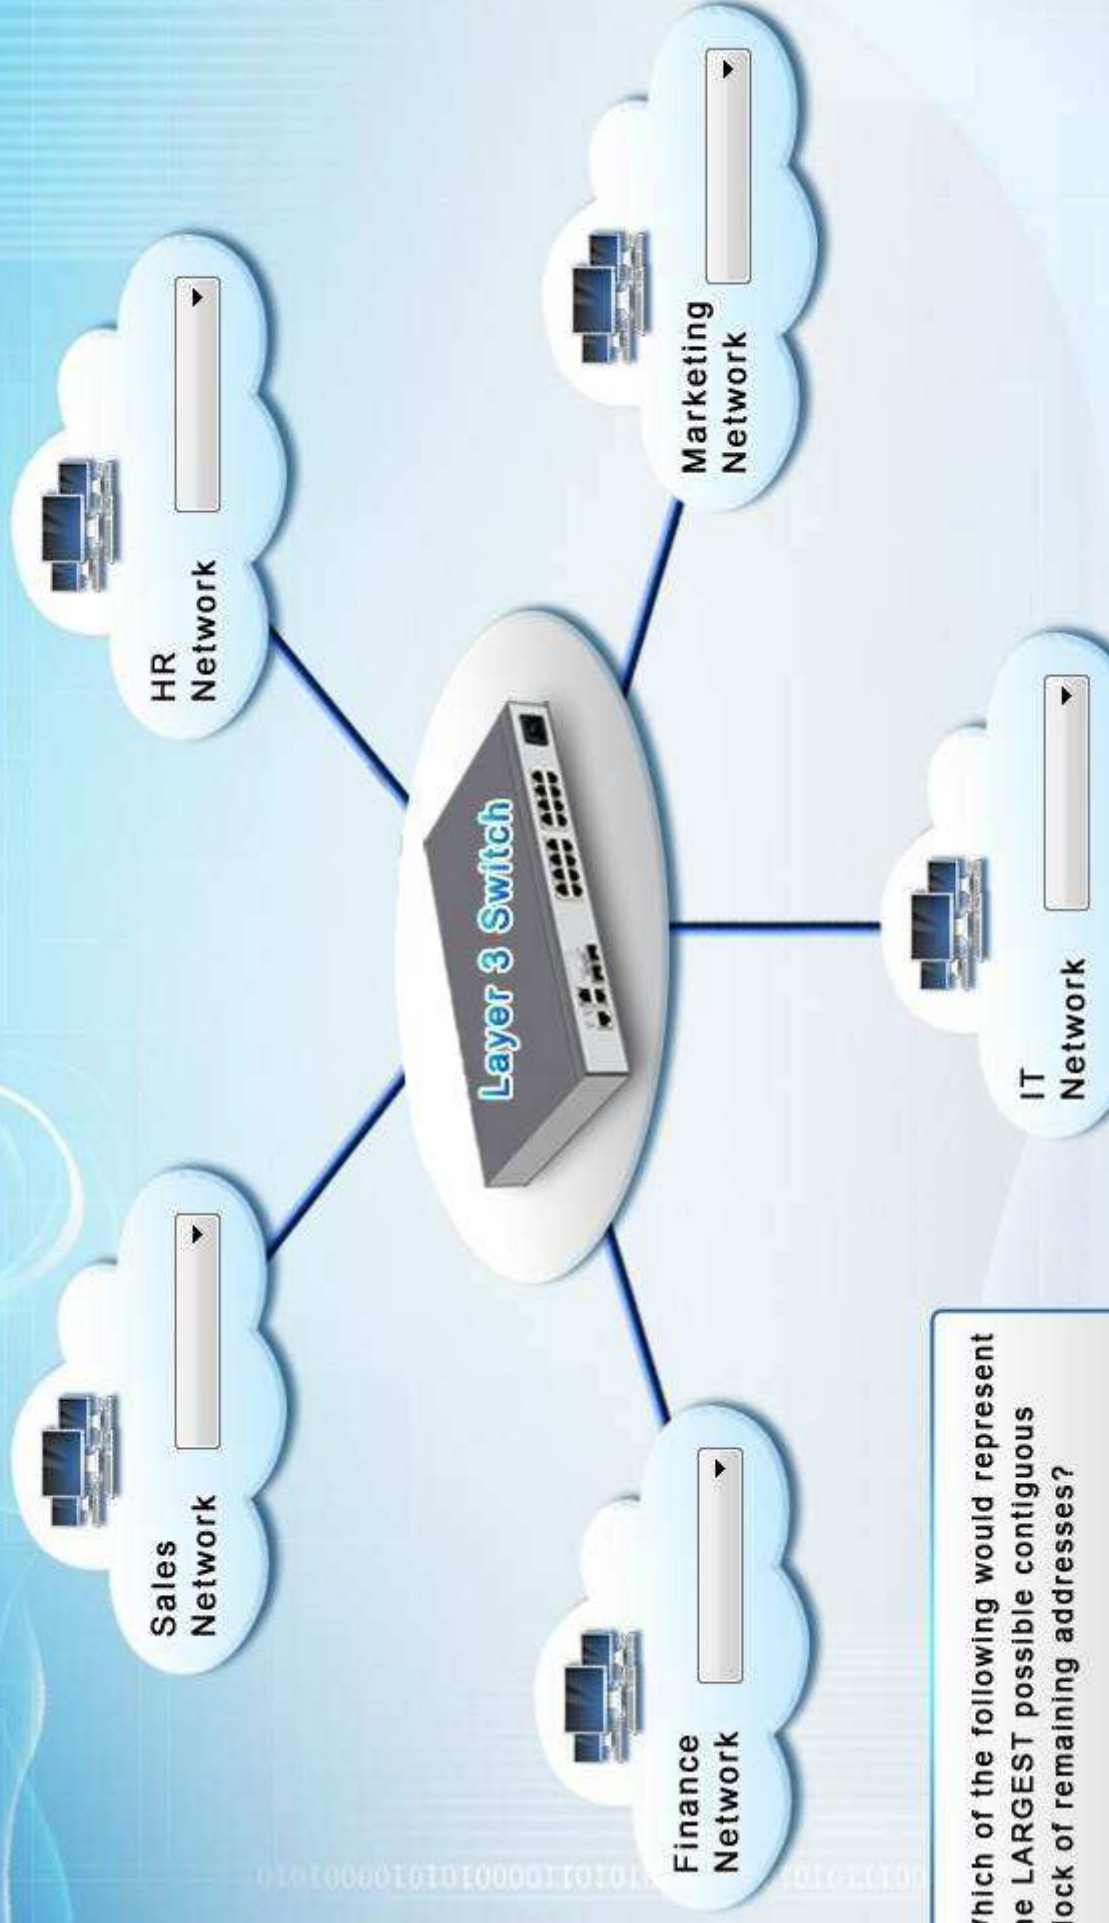 Sales
Network
HR
Network
Layer 3 Switch
Finance
Network
Marketing
Network
IT
Network
hich of the following would represent
e LARGEST possible contiguous
lock of remaining addresses?